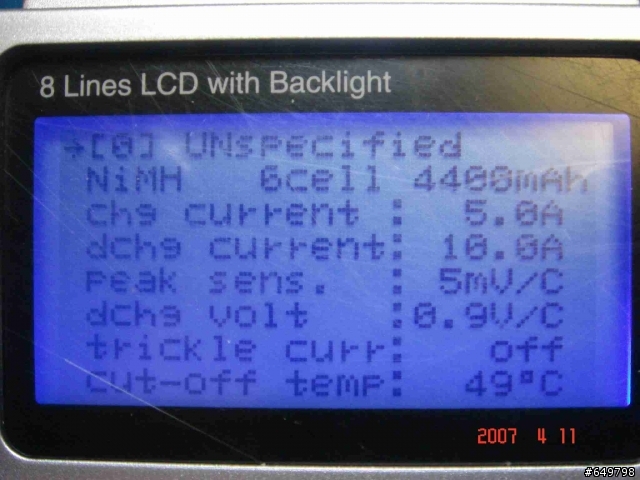 8 Lines LCD with Backlight
→[0] UNspecified
NiMH 6cell 4400mAh
chg current : 5.0A
dchg current: 10.0A
peak sens. : 5mV/C
dchg volt :0.9V/C
trickle curr: off
cut-off temp: 49°C
2007 4 11
#649798